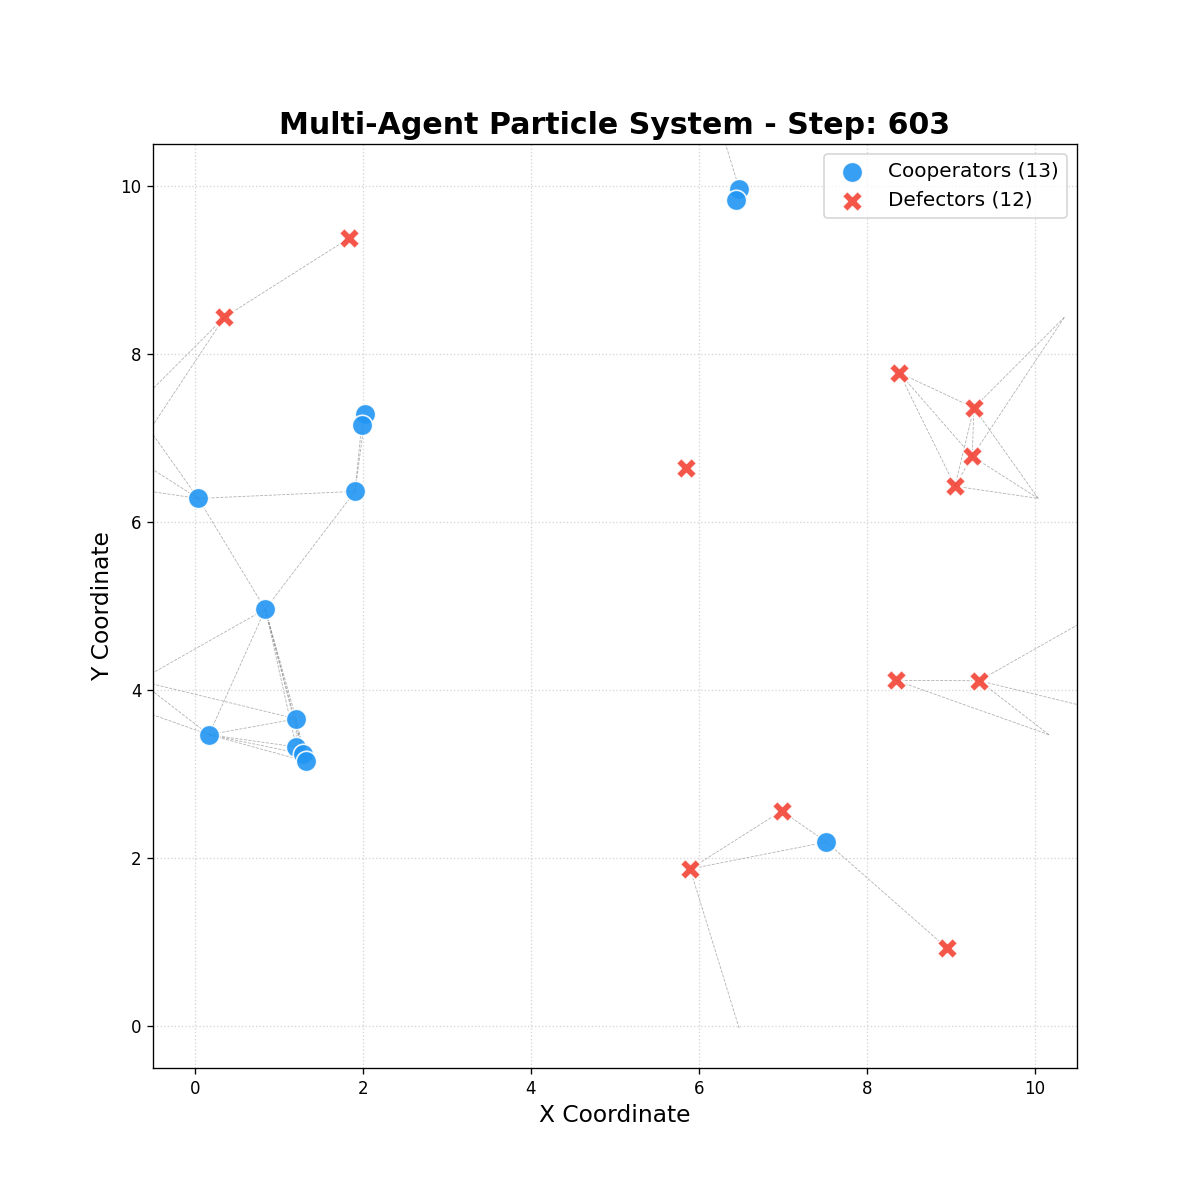 Multi-Agent Particle System - Step: 603
Cooperators (13)
Defectors (12)
Y Coordinate
10
8
6
4
2
0
0 2 4 6 8 10
X Coordinate